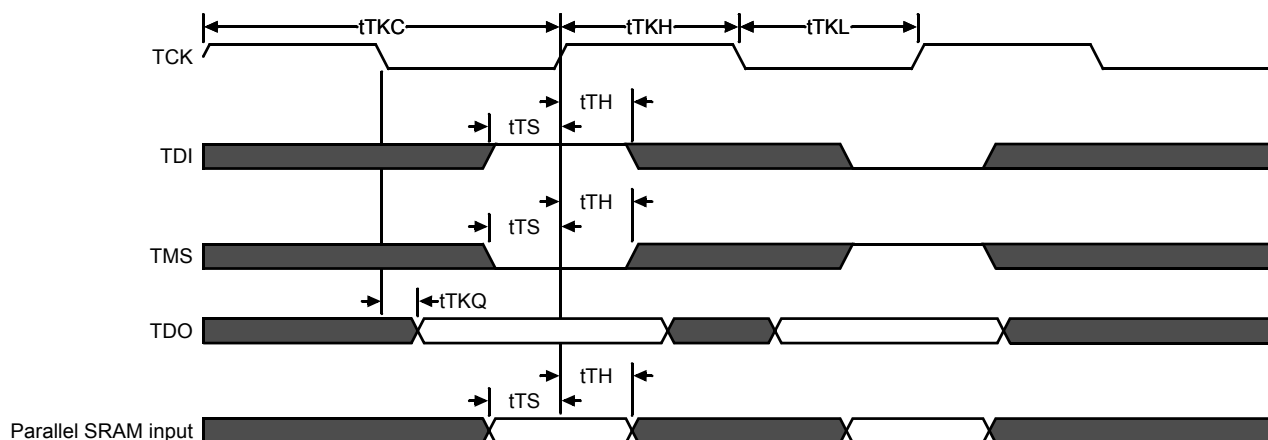 tTKC tTKH tTKL
TCK
tTH
tTS
TDI
tTH
tTS
TMS
tTKQ
TDO
tTH
tTS
Parallel SRAM input